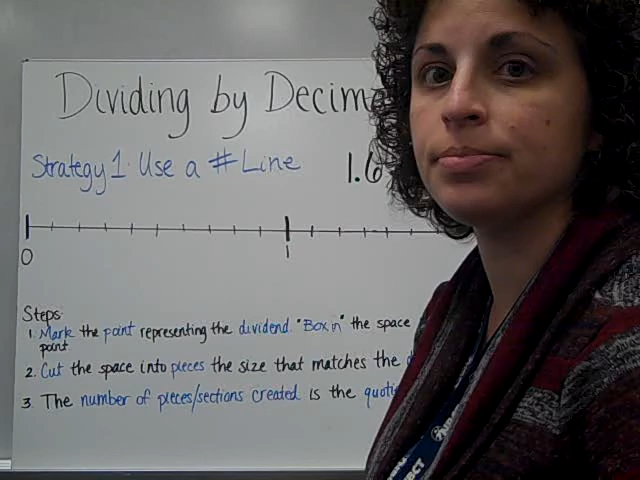 Dividing by Decim
Strategy 1: Use a # Line
1.6
0 1
Steps
1. Mark the point representing the dividend. "Box in" the space
point
2. Cut the space into pieces the size that matches the
3. The number of pieces/sections created is the quoti